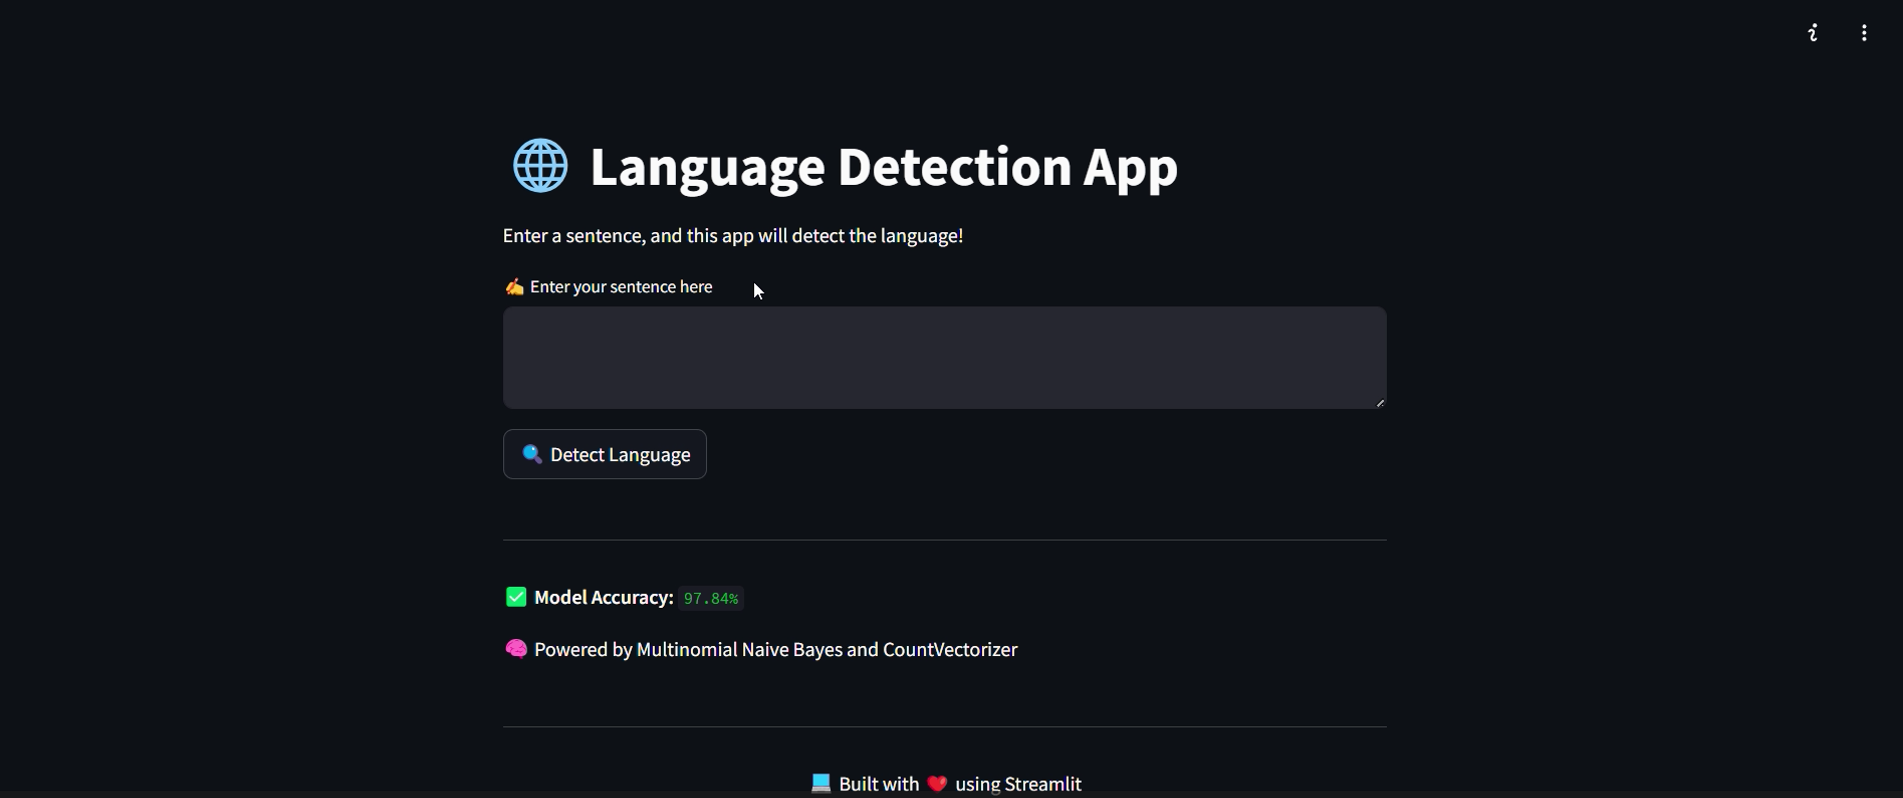 🌐 Language Detection App
Enter a sentence, and this app will detect the language!
✍️ Enter your sentence here
🔍 Detect Language
✅ Model Accuracy: 97.84%
🧠 Powered by Multinomial Naive Bayes and CountVectorizer
💻 Built with ❤️ using Streamlit